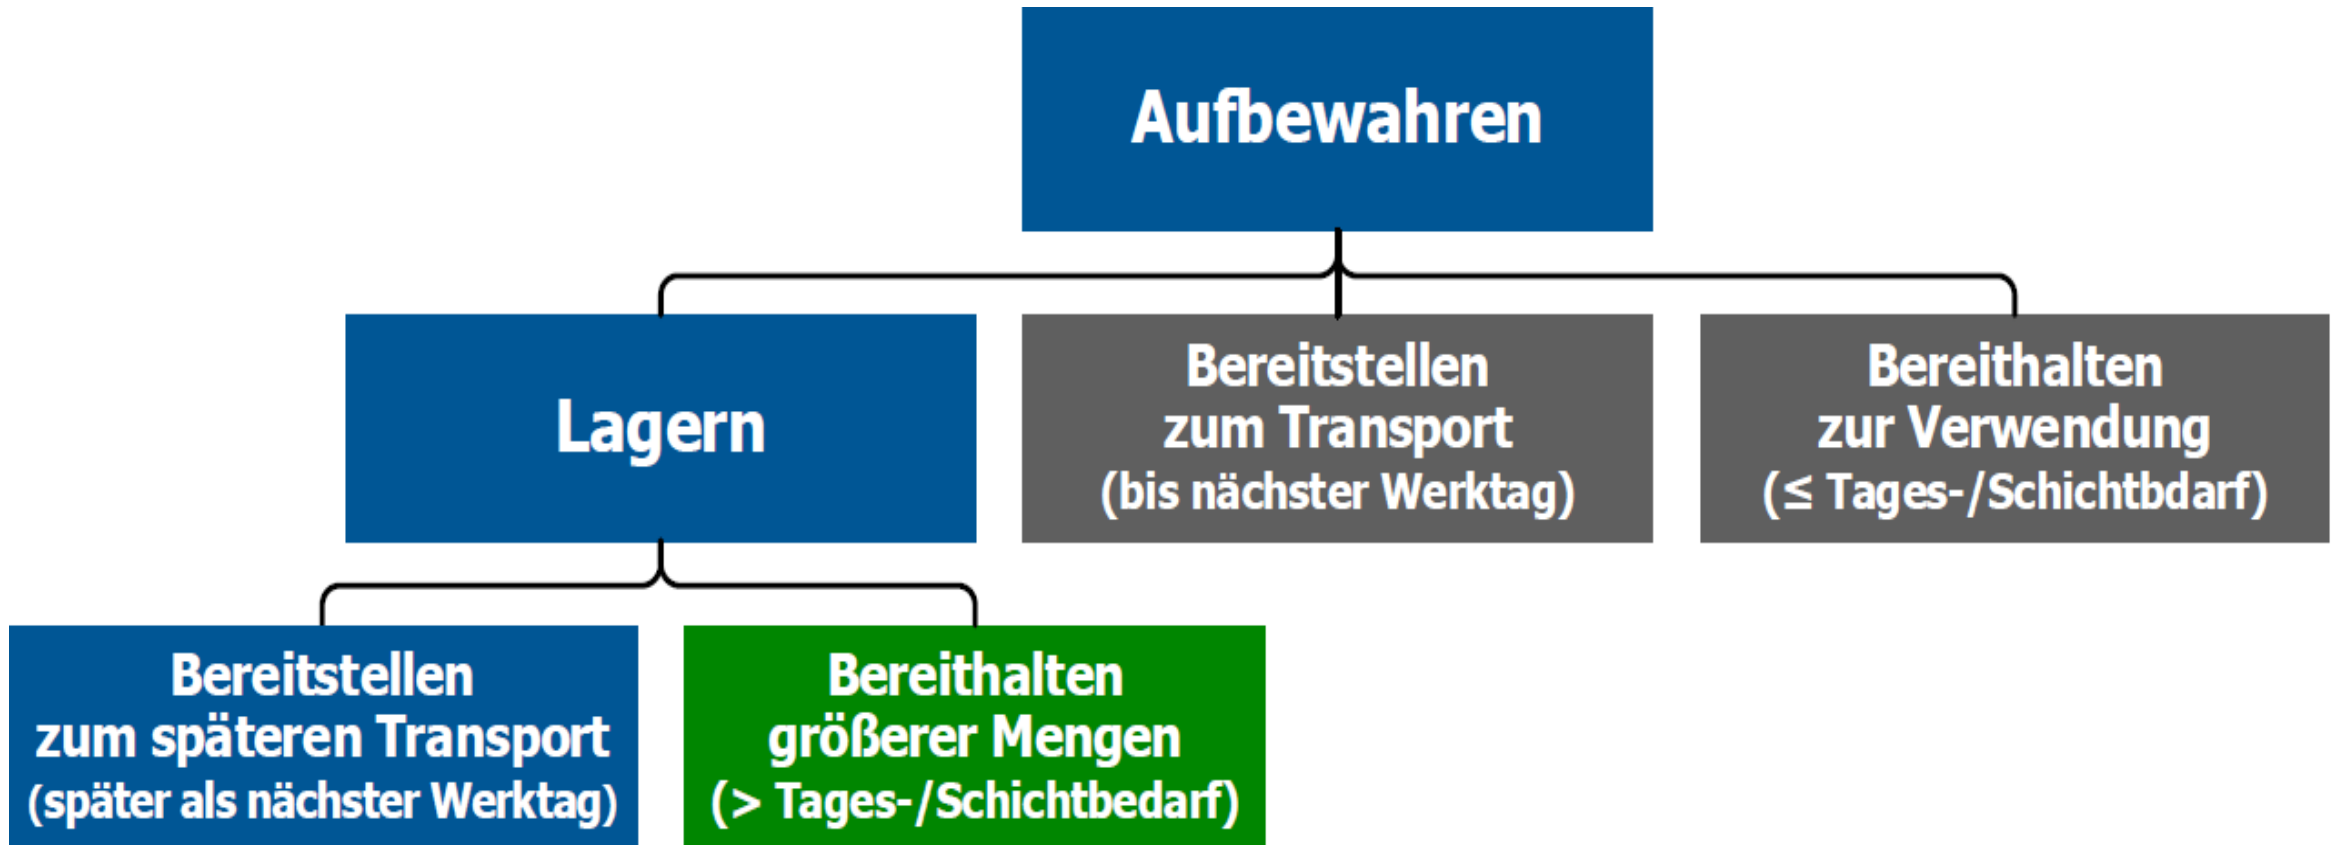 Aufbewahren
Lagern
Bereitstellen
zum Transport
(bis nächster Werktag)
Bereithalten
zur Verwendung
(≤ Tages-/Schichtbdarf)
Bereitstellen
zum späteren Transport
(später als nächster Werktag)
Bereithalten
größerer Mengen
(> Tages-/Schichtbedarf)